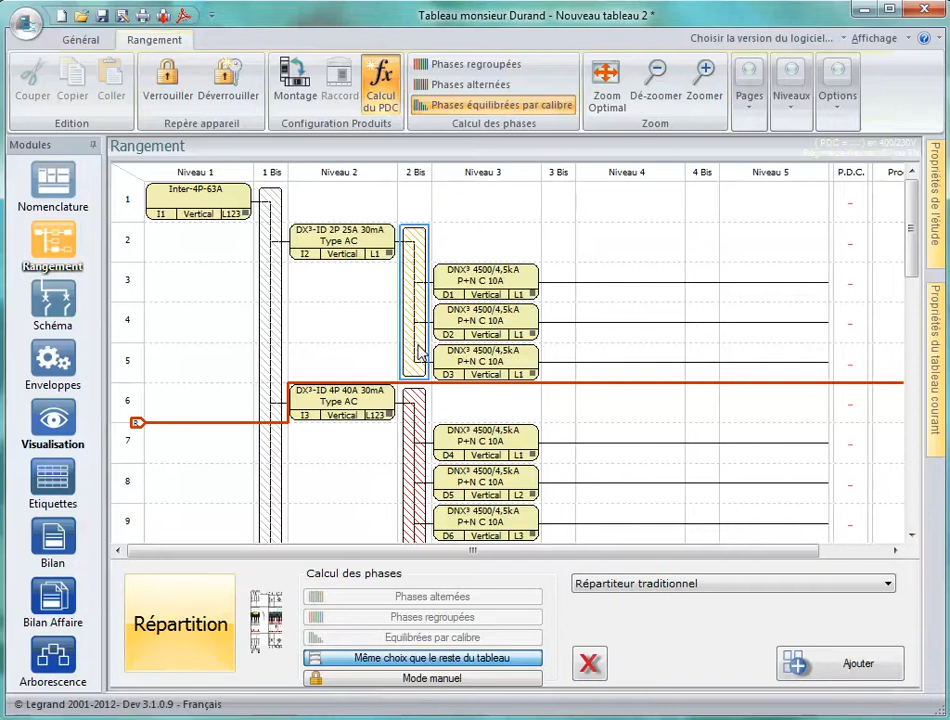 Tableau monsieur Durand - Nouveau tableau 2 *
Général
Rangement
Choisir la version du logiciel...
Affichage
Couper
Copier
Coller
Edition
Verrouiller
Déverrouiller
Repère appareil
Montage
Raccord
Calcul
du PDC
Configuration Produits
Phases regroupées
Phases alternées
Phases équilibrées par calibre
Calcul des phases
Zoom
Optimal
Dé-zoomer
Zoomer
Zoom
Pages
Niveaux
Options
Modules
Nomenclature
Rangement
Schéma
Enveloppes
Visualisation
Etiquettes
Bilan
Bilan Affaire
Arborescence
Rangement
Niveau 1
1 Bis
Niveau 2
2 Bis
Niveau 3
3 Bis
Niveau 4
4 Bis
Niveau 5
P.D.C.
1
Inter-4P-63A
I1 Vertical L123
2
DX³-ID 2P 25A 30mA
Type AC
I2 Vertical L1
3
DNX³ 4500/4,5kA
P+N C 10A
D1 Vertical L1
4
DNX³ 4500/4,5kA
P+N C 10A
D2 Vertical L1
5
DNX³ 4500/4,5kA
P+N C 10A
D3 Vertical L1
6
DX³-ID 4P 40A 30mA
Type AC
I3 Vertical L123
7
DNX³ 4500/4,5kA
P+N C 10A
D4 Vertical L1
8
DNX³ 4500/4,5kA
P+N C 10A
D5 Vertical L2
9
DNX³ 4500/4,5kA
P+N C 10A
D6 Vertical L3
Propriétés de l'étude
Propriétés du tableau courant
Répartition
Calcul des phases
Phases alternées
Phases regroupées
Equilibrées par calibre
Même choix que le reste du tableau
Mode manuel
Répartiteur traditionnel
Ajouter
© Legrand 2001-2012- Dev 3.1.0.9 - Français